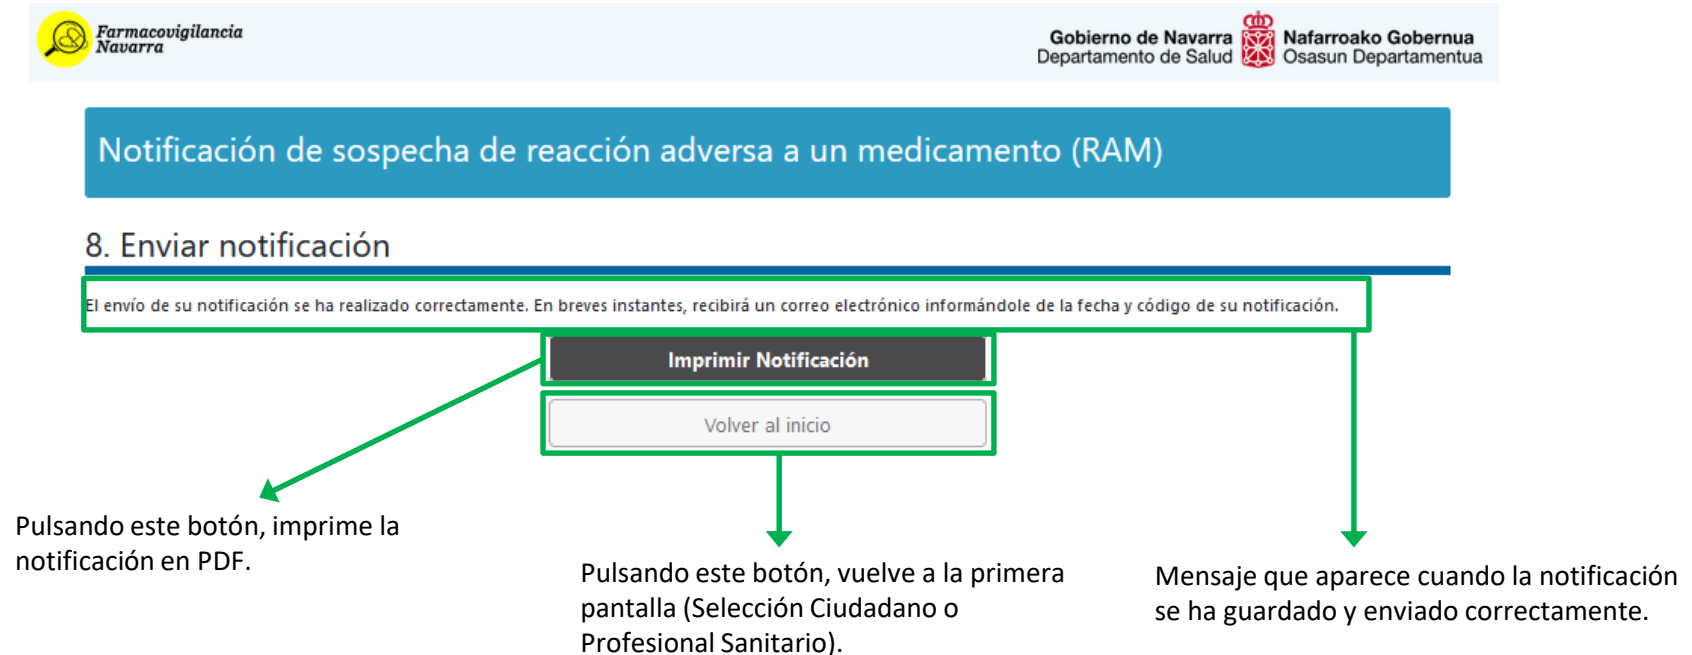 Farmacovigilancia
Navarra
Gobierno de Navarra
Departamento de Salud
Nafarroako Gobernua
Osasun Departamentua
Notificación de sospecha de reacción adversa a un medicamento (RAM)
8. Enviar notificación
El envío de su notificación se ha realizado correctamente. En breves instantes, recibirá un correo electrónico informándole de la fecha y código de su notificación.
Imprimir Notificación
Volver al inicio
Pulsando este botón, imprime la
notificación en PDF.
Pulsando este botón, vuelve a la primera
pantalla (Selección Ciudadano o
Profesional Sanitario).
Mensaje que aparece cuando la notificación
se ha guardado y enviado correctamente.